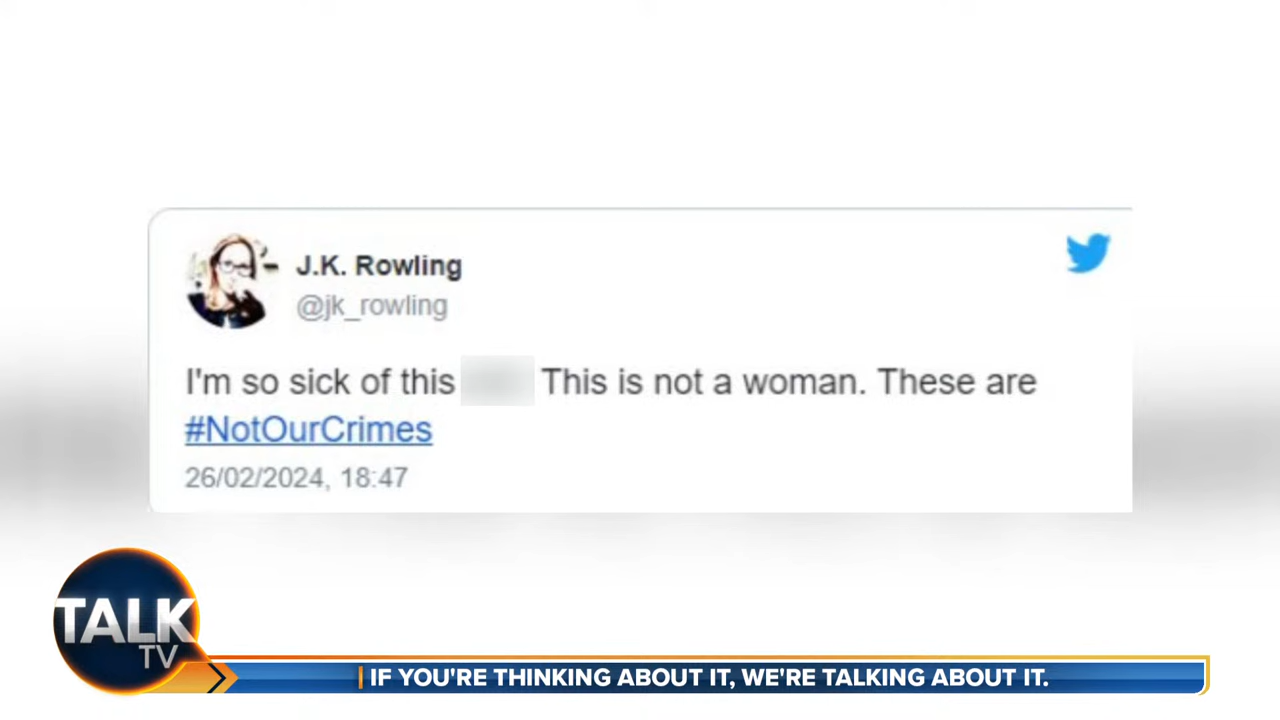 J.K. Rowling
@jk_rowling
I'm so sick of this This is not a woman. These are
#NotOurCrimes
26/02/2024, 18:47
TALK
TV
IF YOU'RE THINKING ABOUT IT, WE'RE TALKING ABOUT IT.